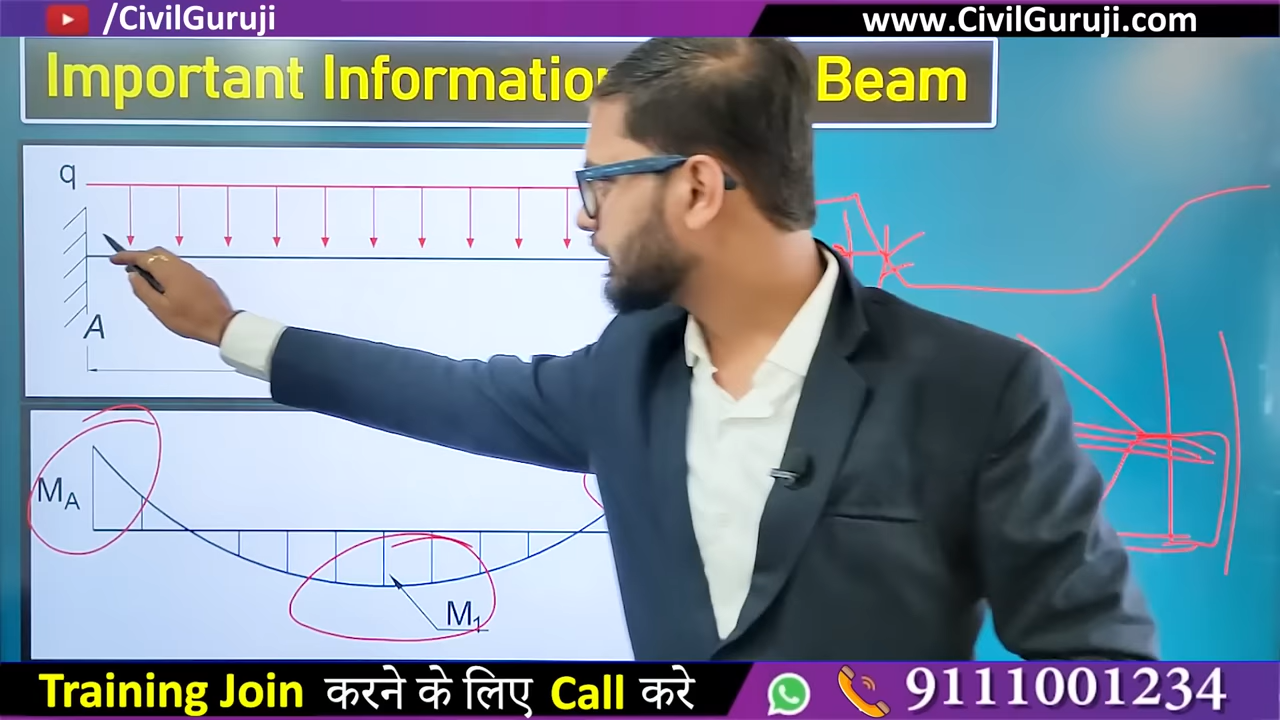 /CivilGuruji
www.CivilGuruji.com
Important Informatio Beam
q
A
MA
M1
Training Join करने के लिए Call करे
9111001234